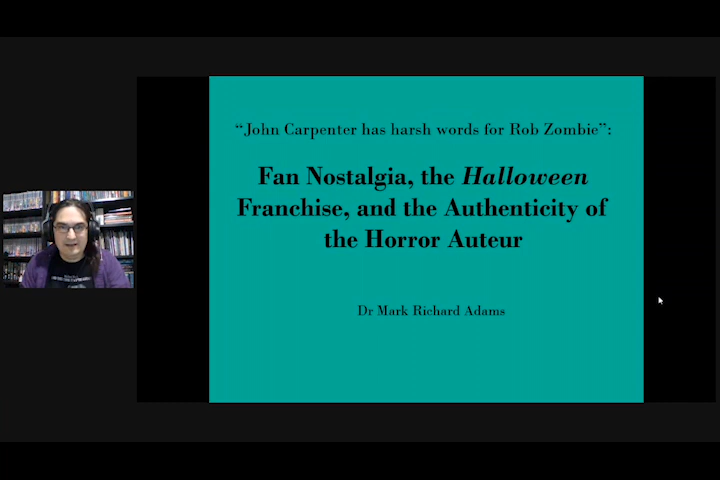 “John Carpenter has harsh words for Rob Zombie”:
Fan Nostalgia, the Halloween
Franchise, and the Authenticity of
the Horror Auteur
Dr Mark Richard Adams